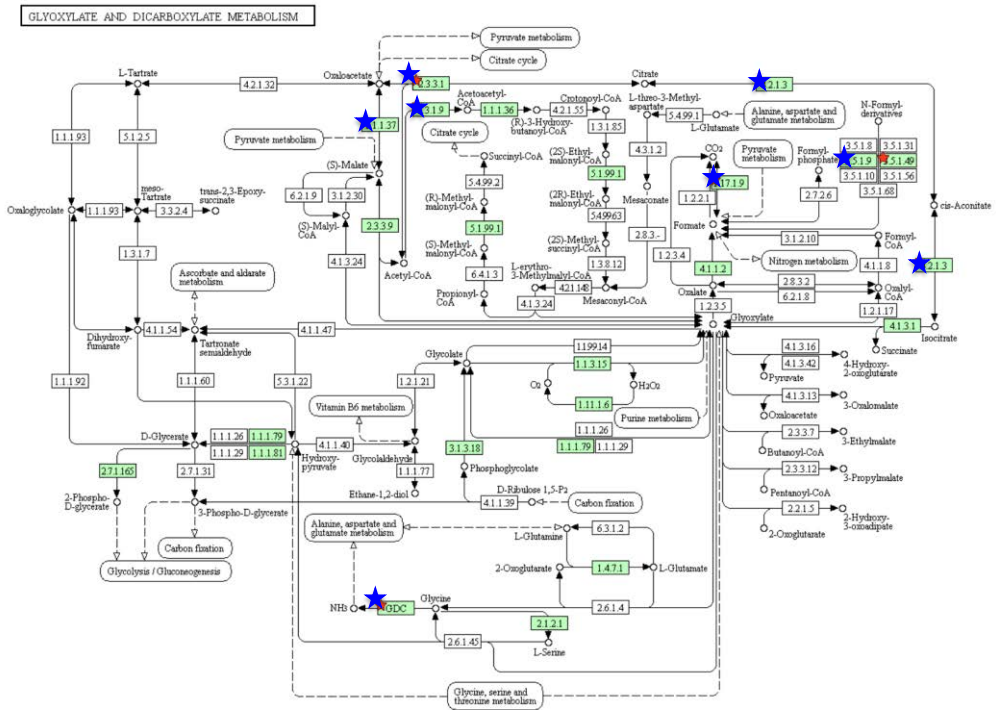 GLYOXYLATE AND DICARBOXYLATE METABOLISM
Pyruvate metabolism
Citrate cycle
L-Tartrate
4.2.1.32
Oxaloacetate
2.3.3.1
Citrate
2.1.3
1.1.1.93
5.1.2.5
1.1.37
3.1.9
Acetoacetyl-
CoA
1.1.1.36
Crotonoyl-CoA
4.2.1.55
(R)-3-Hydroxy-
butanoyl-CoA
1.3.1.85
L-threo-3-Methyl-
aspartate
5.4.99.1
L-Glutamate
Alanine, aspartate and
glutamate metabolism
N-Formyl-
derivatives
Pyruvate metabolism
Citrate cycle
Succinyl-CoA
(2S)-Ethyl-
malonyl-CoA
4.3.1.2
CO2
Pyruvate
metabolism
Formyl-
phosphate
3.5.1.8
3.5.1.31
5.1.9
3.5.1.49
3.5.1.10
3.5.1.56
3.5.1.68
(S)-Malate
5.4.99.2
5.1.99.1
17.1.9
1.2.2.1
2.7.2.6
6.2.1.9
3.1.2.30
(R)-Methyl-
malonyl-CoA
(2R)-Ethyl-
malonyl-CoA
Mesaconate
meso-
Tartrate
trans-2,3-Epoxy-
succinate
Oxaloglycolate
1.1.1.93
3.3.2.4
(S)-Malyl-
CoA
2.3.3.9
5.1.99.1
5.4.99.63
2.8.3.-
Formate
3.1.2.10
Formyl-
CoA
cis-Aconitate
1.3.1.7
4.1.3.24
Acetyl-CoA
(S)-Methyl-
malonyl-CoA
(2S)-Methyl-
succinyl-CoA
1.2.3.4
Nitrogen metabolism
4.1.1.2
4.1.1.8
2.1.3
Ascorbate and aldarate
metabolism
6.4.1.3
L-erythro-
3-Methylmalyl-CoA
1.3.8.12
4.2.1.148
Mesaconyl-CoA
Oxalate
2.8.3.2
6.2.1.8
Oxalyl-
CoA
Propionyl-
CoA
4.1.3.24
1.2.3.5
1.2.1.17
Dihydroxy-
fumarate
4.1.1.54
Tartronate
semialdehyde
4.1.1.47
Glyoxylate
4.1.3.1
Isocitrate
Succinate
1.1.1.92
1.1.1.60
5.3.1.22
1.2.1.21
Glycolate
1.1.99.14
1.1.3.15
O2
H2O2
1.11.1.6
4.1.3.16
4.1.3.42
Pyruvate
4-Hydroxy-
2-oxoglutarate
4.1.3.13
Oxaloacetate
3-Oxalomalate
Vitamin B6 metabolism
Purine metabolism
2.3.3.7
Butanoyl-CoA
3-Ethylmalate
D-Glycerate
1.1.1.26
1.1.1.79
1.1.1.29
1.1.1.81
Hydroxy-
pyruvate
4.1.1.40
Glycolaldehyde
3.1.3.18
1.1.1.26
1.1.1.79
1.1.1.29
2.7.1.165
2.7.1.31
1.1.1.77
Phosphoglycolate
2.3.3.12
Pentanoyl-CoA
3-Propylmalate
2-Phospho-
D-glycerate
3-Phospho-D-glycerate
Ethane-1,2-diol
4.1.1.39
D-Ribulose 1,5-P2
Carbon fixation
2.2.1.5
2-Oxoglutarate
2-Hydroxy-
3-oxoadipate
Carbon fixation
Glycolysis / Gluconeogenesis
Alanine, aspartate and
glutamate metabolism
L-Glutamine
6.3.1.2
2-Oxoglutarate
1.4.7.1
L-Glutamate
2.6.1.4
NH3
GDC
Glycine
2.1.2.1
2.6.1.45
L-Serine
Glycine, serine and
threonine metabolism